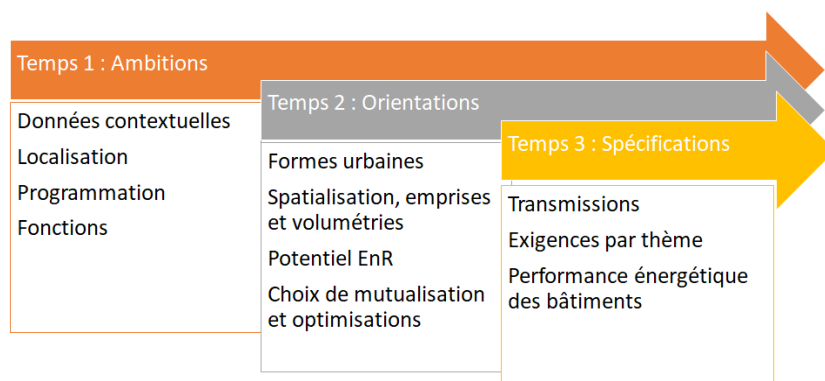 Temps 1 : Ambitions
Données contextuelles
Localisation
Programmation
Fonctions
Temps 2 : Orientations
Formes urbaines
Spatialisation, emprises
et volumétries
Potentiel EnR
Choix de mutualisation
et optimisations
Temps 3 : Spécifications
Transmissions
Exigences par thème
Performance énergétique
des bâtiments